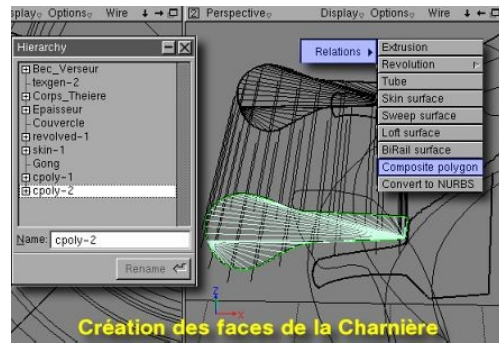 splay Options Wire
2 Perspective Display Options Wire
Hierarchy
Bec_Verseur
texgen-2
Corps_Theiere
Epaisseur
Couvercle
revolved-1
skin-1
Gong
cpoly-1
cpoly-2
Name: cpoly-2
Rename
Relations
Extrusion
Revolution
Tube
Skin surface
Sweep surface
Loft surface
BiRail surface
Composite polygon
Convert to NURBS
Z
X
Création des faces de la Charnière